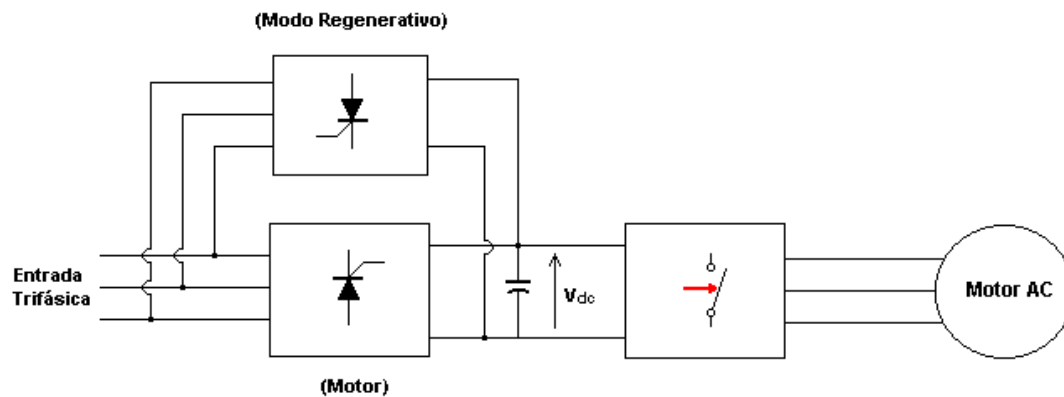 (Modo Regenerativo)
Entrada
Trifásica
Vdc
Motor AC
(Motor)